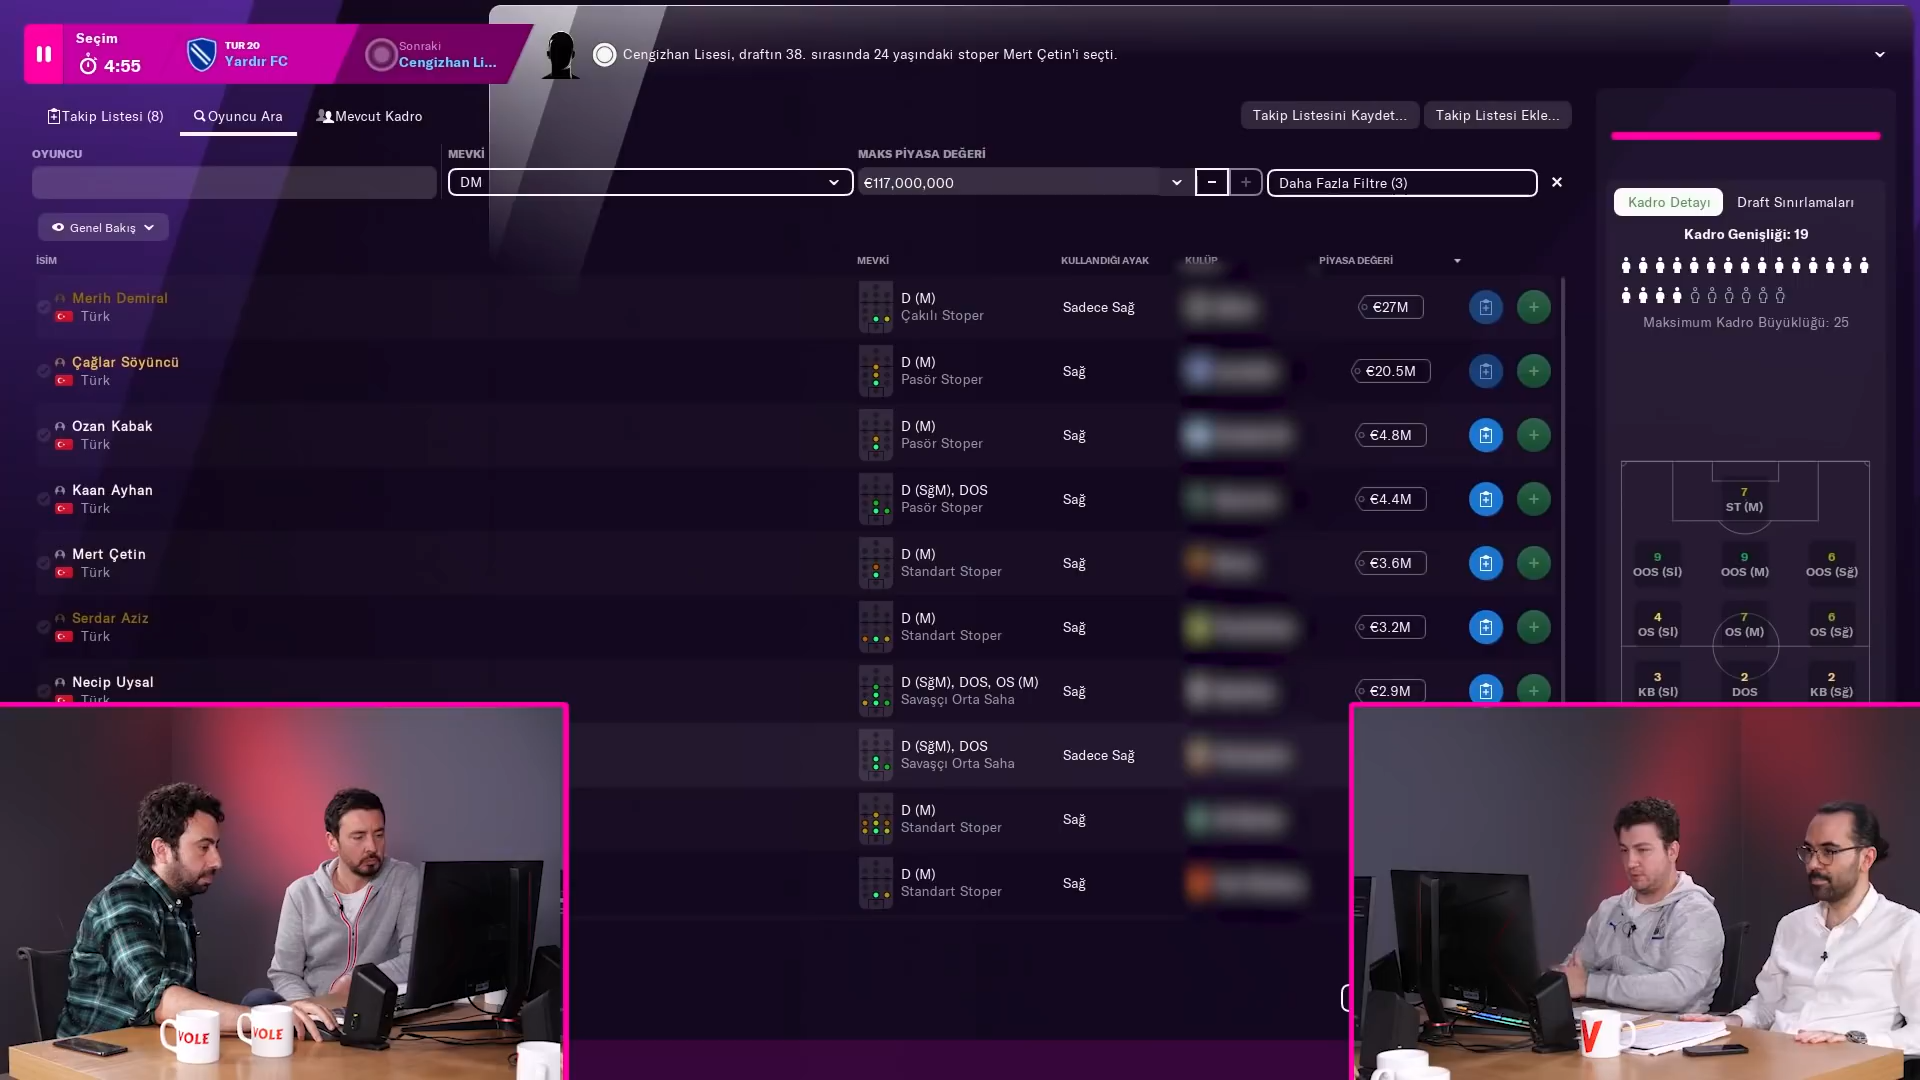 Seçim
4:55
TUR 20
Yardır FC
Sonraki
Cengizhan Li...
Cengizhan Lisesi, draftın 38. sırasında 24 yaşındaki stoper Mert Çetin'i seçti.
Takip Listesi (8)
Oyuncu Ara
Mevcut Kadro
Takip Listesini Kaydet...
Takip Listesi Ekle...
OYUNCU
MEVKİ
MAKS PİYASA DEĞERİ
DM
€117,000,000
Daha Fazla Filtre (3)
Genel Bakış
İSİM
MEVKİ
KULLANDIĞI AYAK
KULÜP
PİYASA DEĞERİ
Merih Demiral
Türk
D (M)
Çakılı Stoper
Sadece Sağ
€27M
Çağlar Söyüncü
Türk
D (M)
Pasör Stoper
Sağ
€20.5M
Ozan Kabak
Türk
D (M)
Pasör Stoper
Sağ
€4.8M
Kaan Ayhan
Türk
D (SğM), DOS
Pasör Stoper
Sağ
€4.4M
Mert Çetin
Türk
D (M)
Standart Stoper
Sağ
€3.6M
Serdar Aziz
Türk
D (M)
Standart Stoper
Sağ
€3.2M
Necip Uysal
Türk
D (SğM), DOS, OS (M)
Savaşçı Orta Saha
Sağ
€2.9M
D (SğM), DOS
Savaşçı Orta Saha
Sadece Sağ
D (M)
Standart Stoper
Sağ
D (M)
Standart Stoper
Sağ
Kadro Detayı
Draft Sınırlamaları
Kadro Genişliği: 19
Maksimum Kadro Büyüklüğü: 25
7
ST (M)
9
OOS (Sl)
9
OOS (M)
6
OOS (Sğ)
4
OS (Sl)
7
OS (M)
6
OS (Sğ)
3
KB (Sl)
2
DOS
2
KB (Sğ)
VOLE
VOLE
V